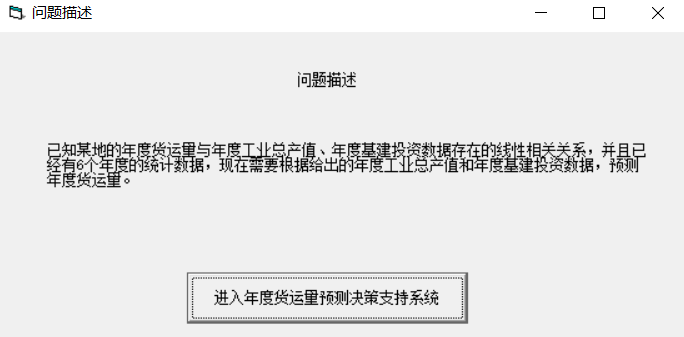 问题描述
问题描述
已知某地的年度货运量与年度工业总产值、年度基建投资数据存在的线性相关关系，并且已
经有6个年度的统计数据，现在需要根据给出的年度工业总产值和年度基建投资数据，预测
年度货运量。
进入年度货运量预测决策支持系统